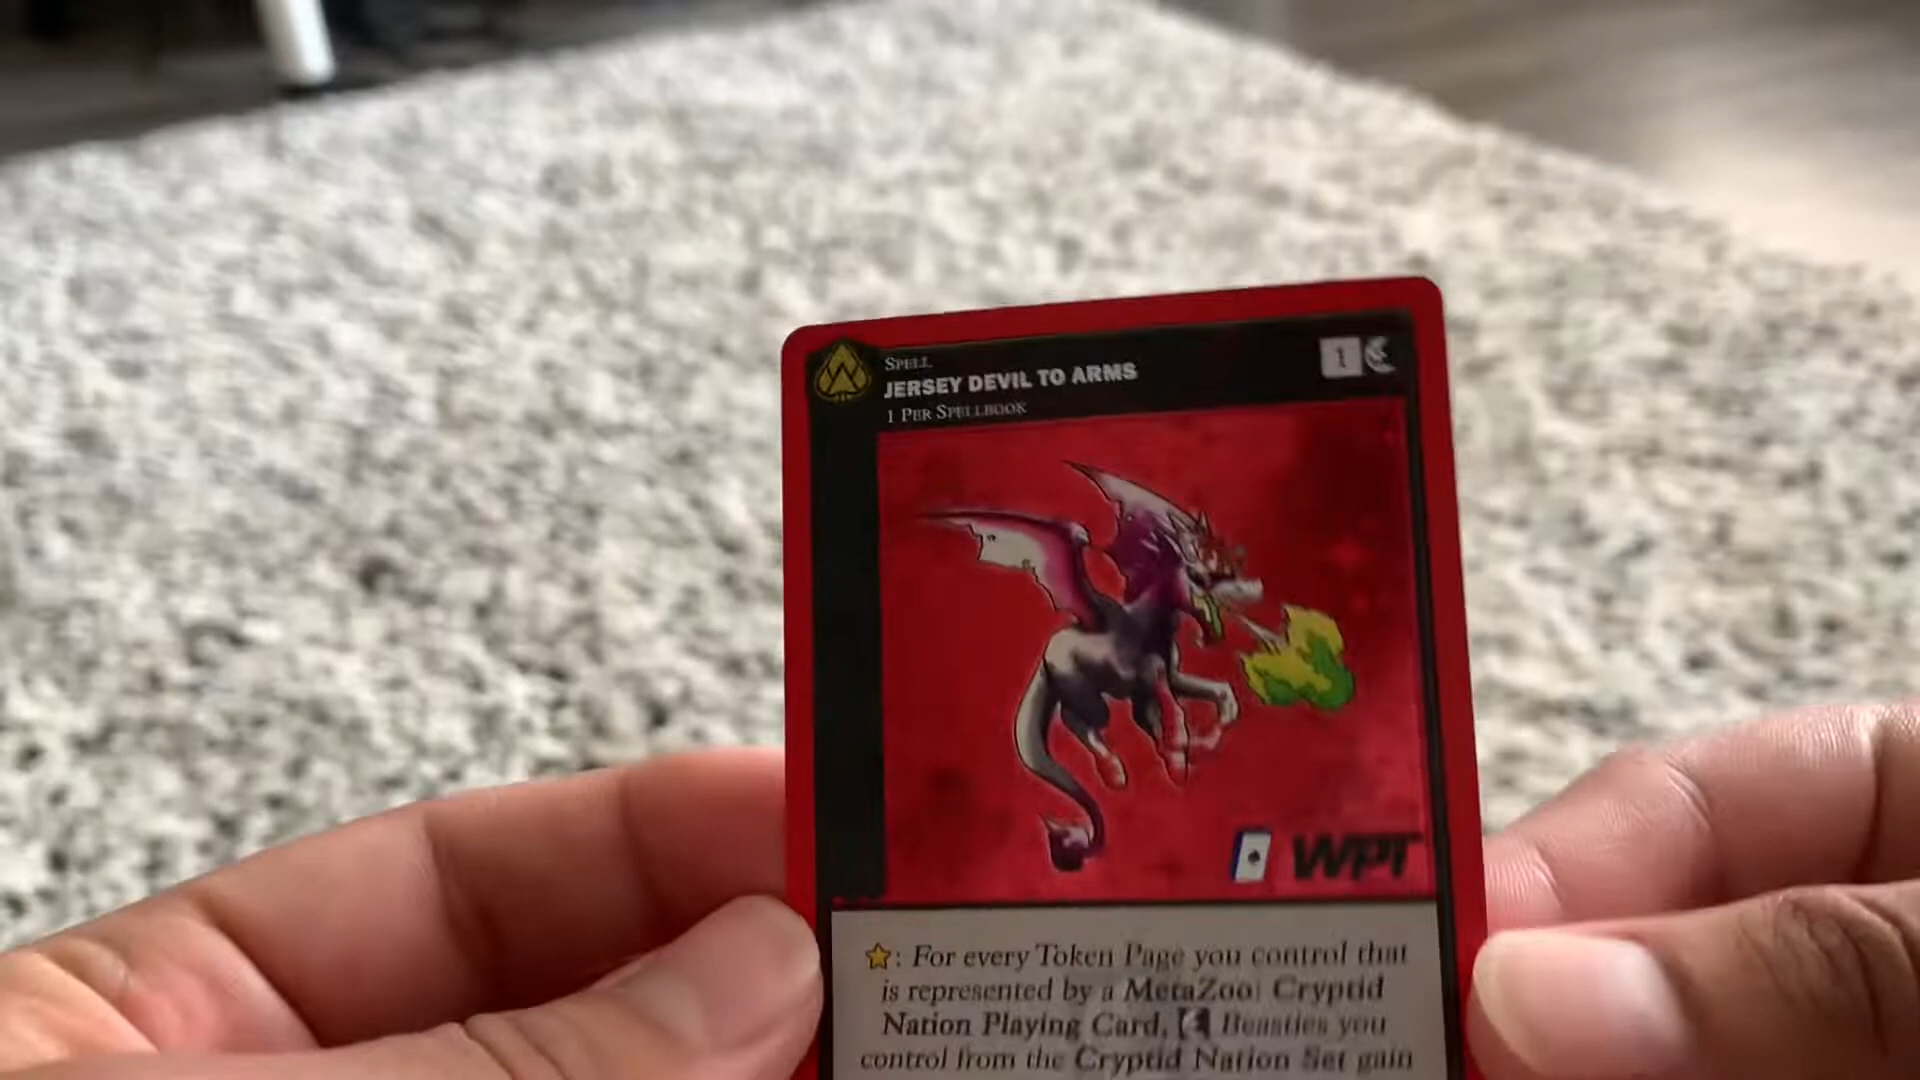 SPELL
JERSEY DEVIL TO ARMS
1
1 PER SPELLBOOK
WPT
: For every Token Page you control that
is represented by a MetaZoo: Cryptid
Nation Playing Card, Beasties you
control from the Cryptid Nation Set gain